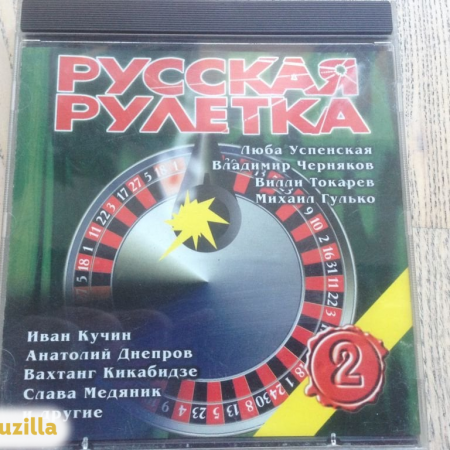 РУССКАЯ
РУЛЕТКА
Люба Успенская
Владимир Черняков
Вилли Токарев
Михаил Гулько
Иван Кучин
Анатолий Днепров
Вахтанг Кикабидзе
Слава Медяник
другие
2
uzilla